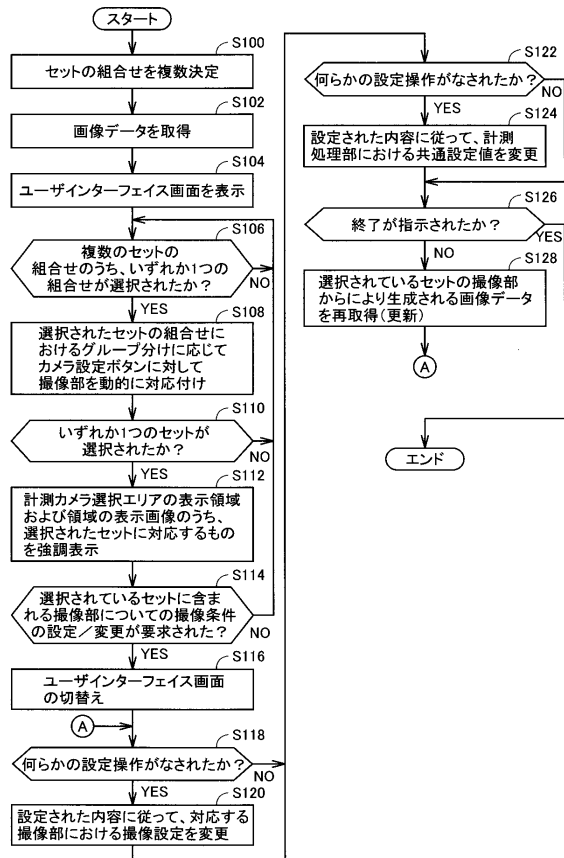 スタート
S100
セットの組合せを複数決定
S102
画像データを取得
S104
ユーザインターフェイス画面を表示
S106
複数のセットの
組合せのうち、いずれか1つの
組合せが選択されたか？
NO
YES
S108
選択されたセットの組合せに
おけるグループ分けに応じて
カメラ設定ボタンに対して
撮像部を動的に対応付け
S110
いずれか1つのセットが
選択されたか？
NO
YES
S112
計測カメラ選択エリアの表示領域
および領域の表示画像のうち、
選択されたセットに対応するもの
を強調表示
S114
選択されているセットに含ま
れる撮像部についての撮像条件
の設定／変更が要求された？
NO
YES
S116
ユーザインターフェイス画面
の切替え
A
S118
何らかの設定操作がなされたか？
NO
YES
S120
設定された内容に従って、対応する
撮像部における撮像設定を変更
S122
何らかの設定操作がなされたか？
NO
YES
S124
設定された内容に従って、計測
処理部における共通設定値を変更
S126
終了が指示されたか？
YES
NO
S128
選択されているセットの撮像部
からにより生成される画像データ
を再取得（更新）
A
エンド